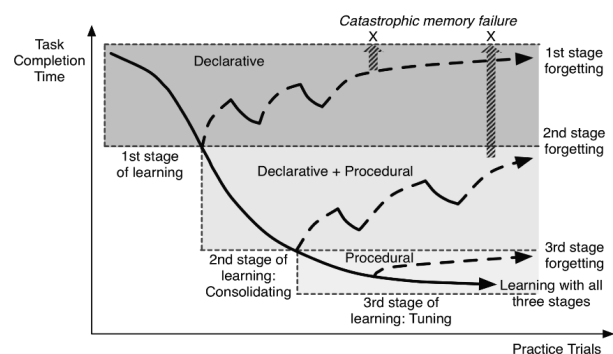 Catastrophic memory failure
X
X
Task
Completion
Time
Declarative
1st stage
forgetting
1st stage
of learning
2nd stage
forgetting
Declarative + Procedural
2nd stage of
learning:
Consolidating
Procedural
3rd stage
forgetting
Learning with all
three stages
3rd stage of
learning: Tuning
Practice Trials